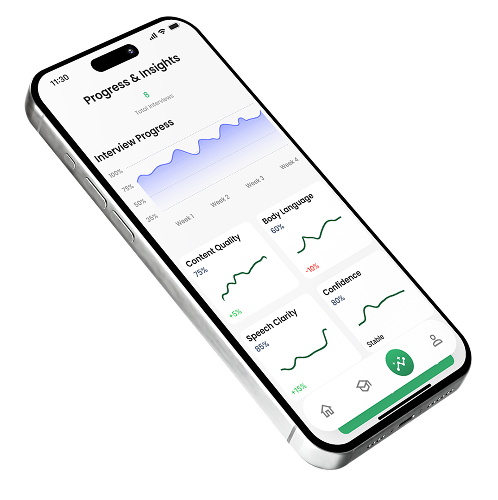 11:30
Progress & Insights
8
Total Interviews
Interview Progress
100%
75%
50%
25%
Week 1
Week 2
Week 3
Week 4
Content Quality
75%
+5%
Body Language
60%
-10%
Speech Clarity
85%
+15%
Confidence
80%
Stable